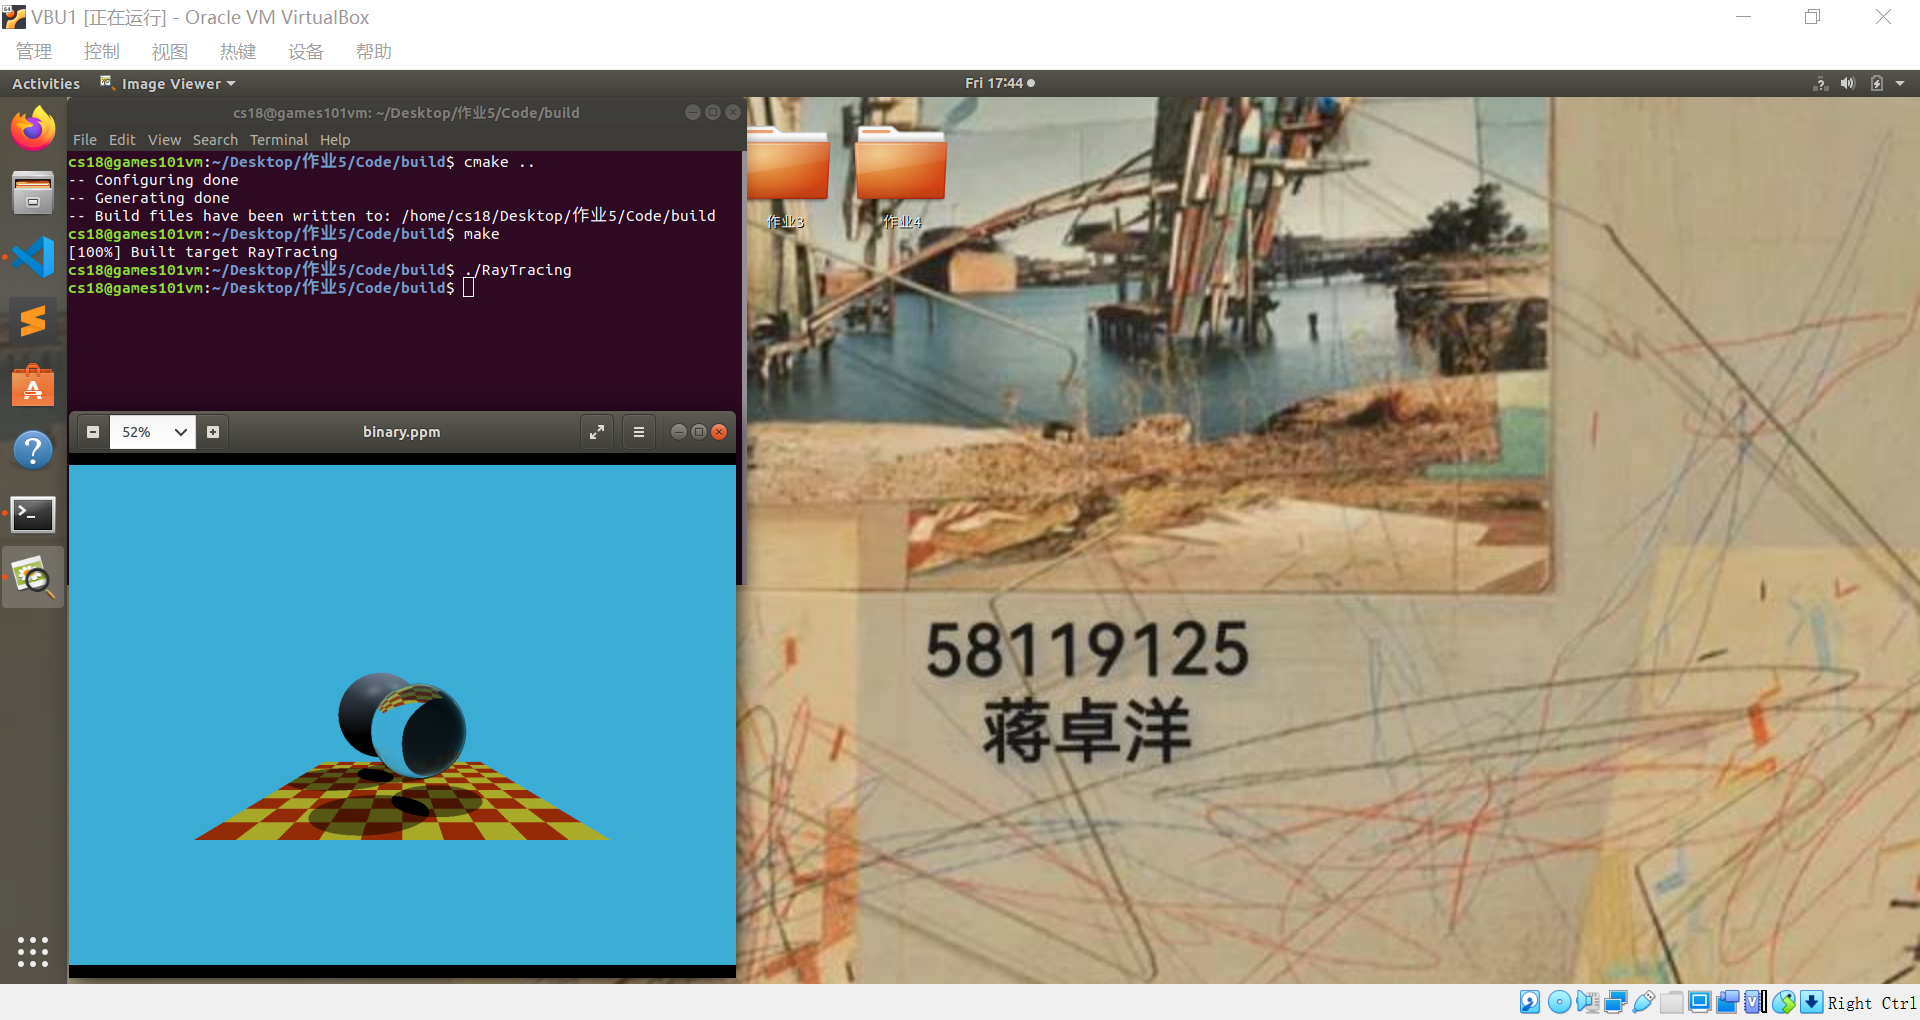 VBU1 [正在运行] - Oracle VM VirtualBox
管理 控制 视图 热键 设备 帮助
Activities Image Viewer Fri 17:44
cs18@games101vm: ~/Desktop/作业5/Code/build
File Edit View Search Terminal Help
cs18@games101vm:~/Desktop/作业5/Code/build$ cmake ..
-- Configuring done
-- Generating done
-- Build files have been written to: /home/cs18/Desktop/作业5/Code/build
cs18@games101vm:~/Desktop/作业5/Code/build$ make
[100%] Built target RayTracing
cs18@games101vm:~/Desktop/作业5/Code/build$ ./RayTracing
cs18@games101vm:~/Desktop/作业5/Code/build$
作业3 作业4
52% binary.ppm
58119125
蒋卓洋
Right Ctrl